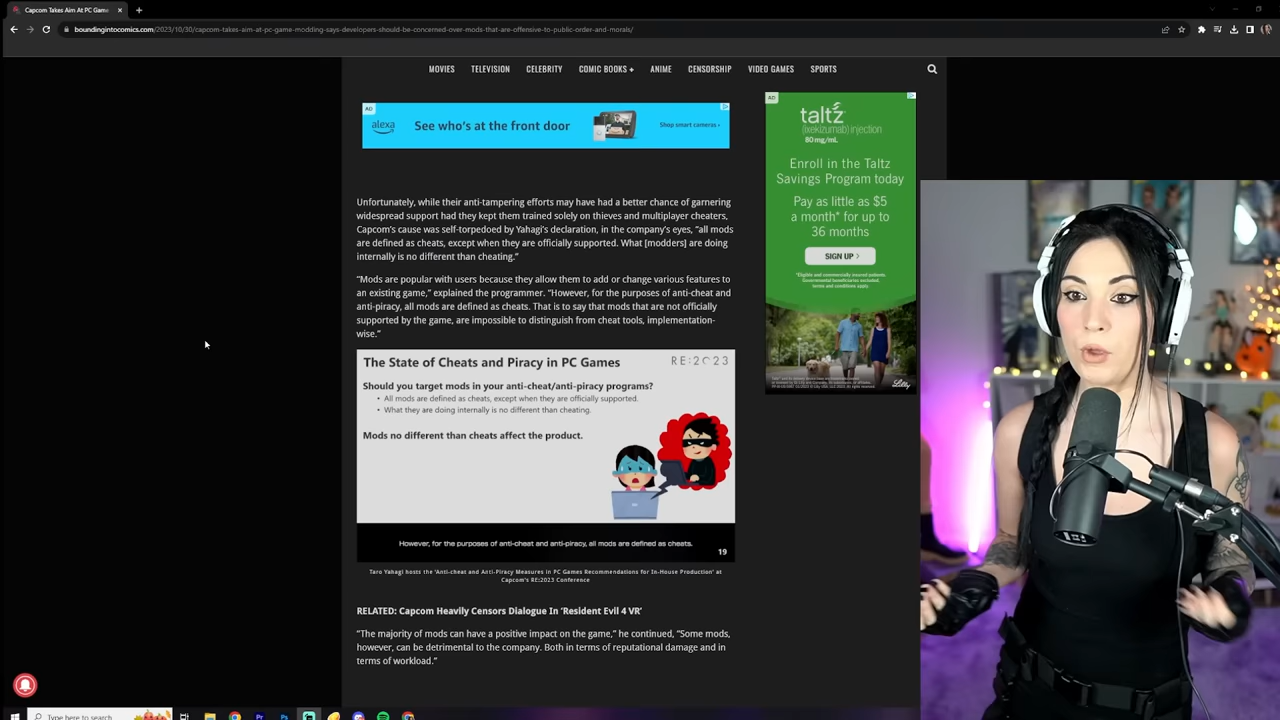 Capcom Takes Aim At PC Game
boundingintocomics.com/2023/10/30/capcom-takes-aim-at-pc-game-modding-says-developers-should-be-concerned-over-mods-that-are-offensive-to-public-order-and-morals/
MOVIES TELEVISION CELEBRITY COMIC BOOKS + ANIME CENSORSHIP VIDEO GAMES SPORTS
AD
alexa
See who's at the front door
Shop smart cameras ›
AD
taltz
(ixekizumab) injection
80 mg/mL
Enroll in the Taltz
Savings Program today
Pay as little as $5
a month* for up to
36 months
SIGN UP >
*Eligible and commercially insured patients.
Governmental beneficiaries excluded,
terms and conditions apply.
Lilly
Unfortunately, while their anti-tampering efforts may have had a better chance of garnering
widespread support had they kept them trained solely on thieves and multiplayer cheaters,
Capcom's cause was self-torpedoed by Yahagi's declaration, in the company's eyes, "all mods
are defined as cheats, except when they are officially supported. What [modders] are doing
internally is no different than cheating."
"Mods are popular with users because they allow them to add or change various features to
an existing game," explained the programmer. "However, for the purposes of anti-cheat and
anti-piracy, all mods are defined as cheats. That is to say that mods that are not officially
supported by the game, are impossible to distinguish from cheat tools, implementation-
wise."
The State of Cheats and Piracy in PC Games
RE:2023
Should you target mods in your anti-cheat/anti-piracy programs?
• All mods are defined as cheats, except when they are officially supported.
• What they are doing internally is no different than cheating.
Mods no different than cheats affect the product.
However, for the purposes of anti-cheat and anti-piracy, all mods are defined as cheats.
19
Taro Yahagi hosts the 'Anti-cheat and Anti-Piracy Measures in PC Games Recommendations for In-House Production' at
Capcom's RE:2023 Conference
RELATED: Capcom Heavily Censors Dialogue In 'Resident Evil 4 VR'
"The majority of mods can have a positive impact on the game," he continued, "Some mods,
however, can be detrimental to the company. Both in terms of reputational damage and in
terms of workload."
Type here to search